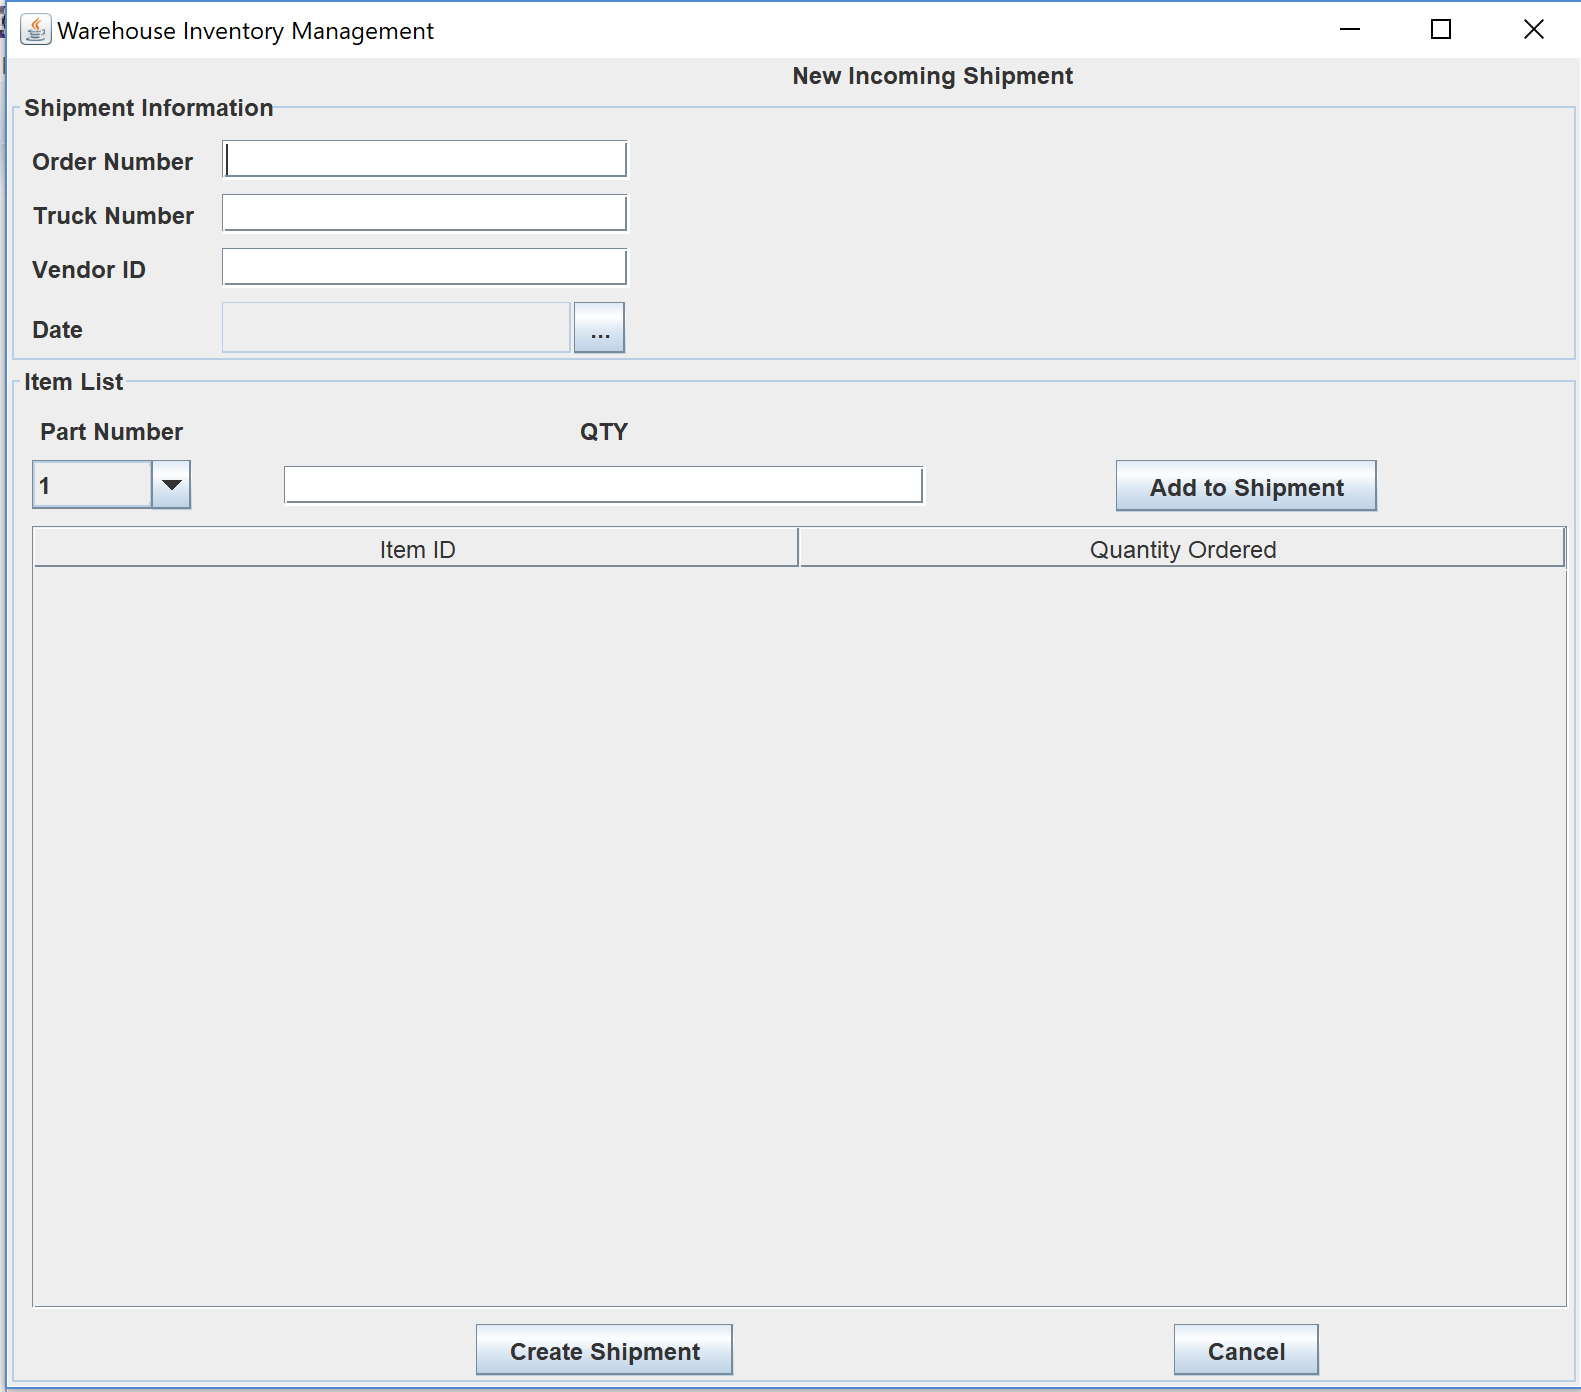 Warehouse Inventory Management
New Incoming Shipment
Shipment Information
Order Number
Truck Number
Vendor ID
Date ...
Item List
Part Number QTY
1 Add to Shipment
Item ID Quantity Ordered
Create Shipment Cancel